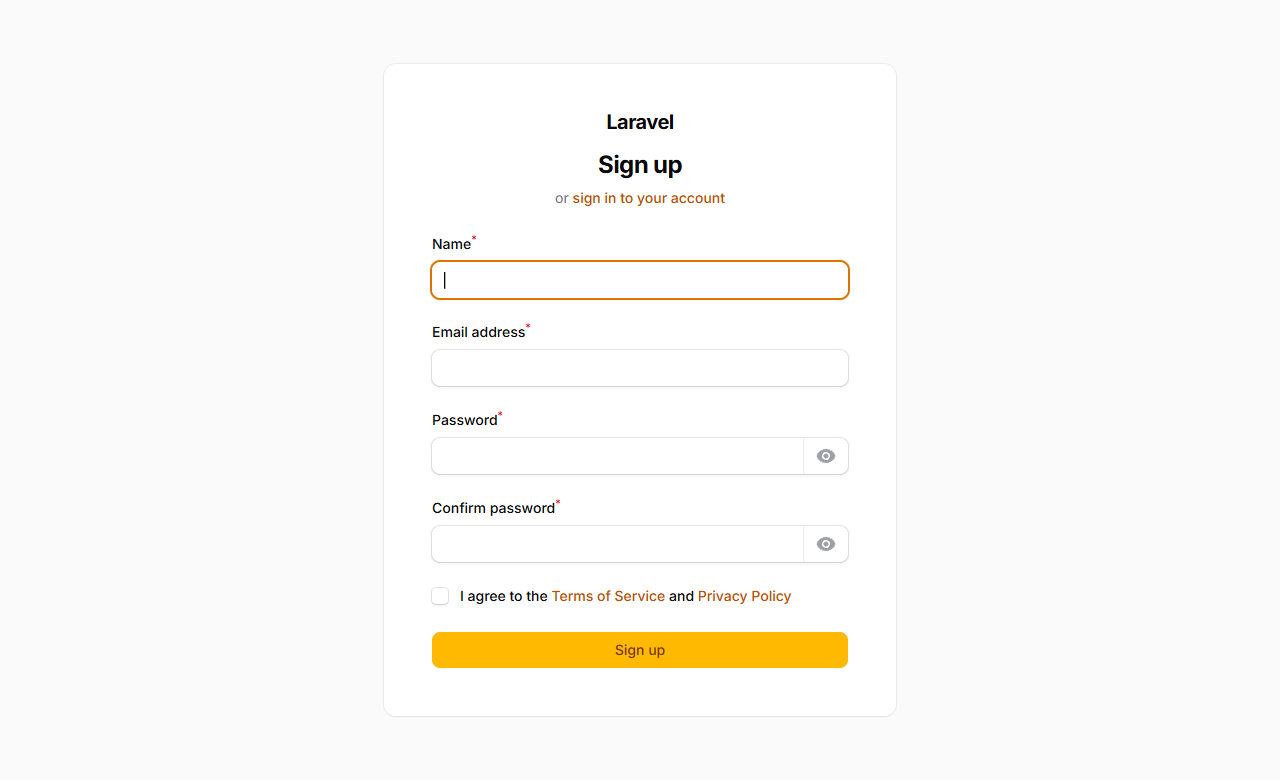 Laravel
Sign up
or sign in to your account
Name*
Email address*
Password*
Confirm password*
I agree to the Terms of Service and Privacy Policy
Sign up